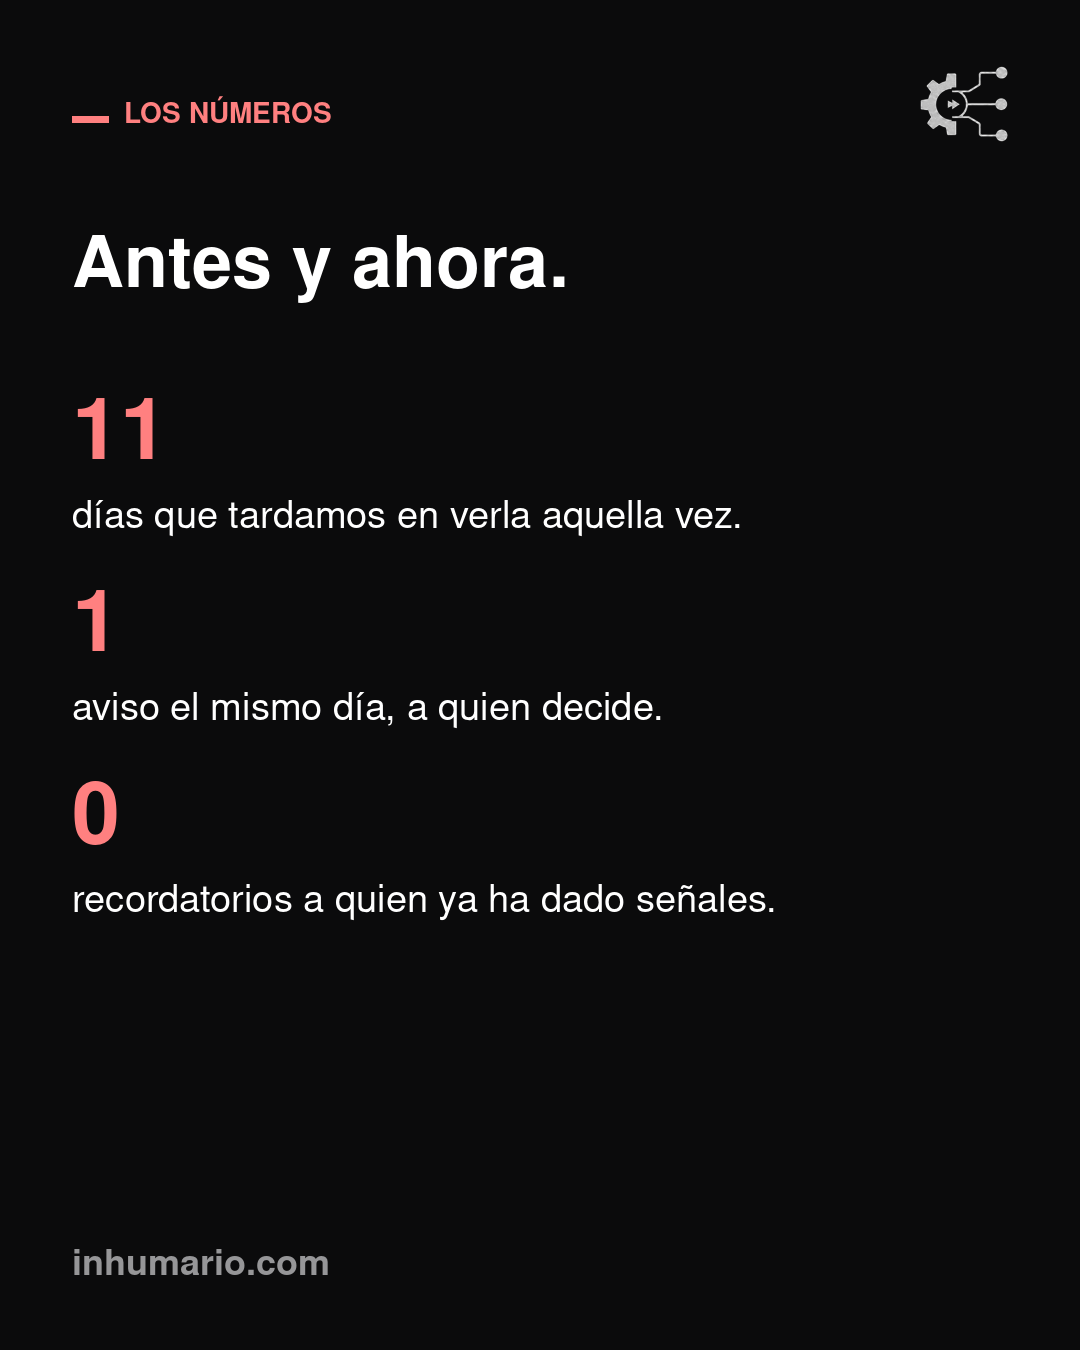 LOS NÚMEROS
Antes y ahora.
11
días que tardamos en verla aquella vez.
1
aviso el mismo día, a quien decide.
0
recordatorios a quien ya ha dado señales.
inhumario.com